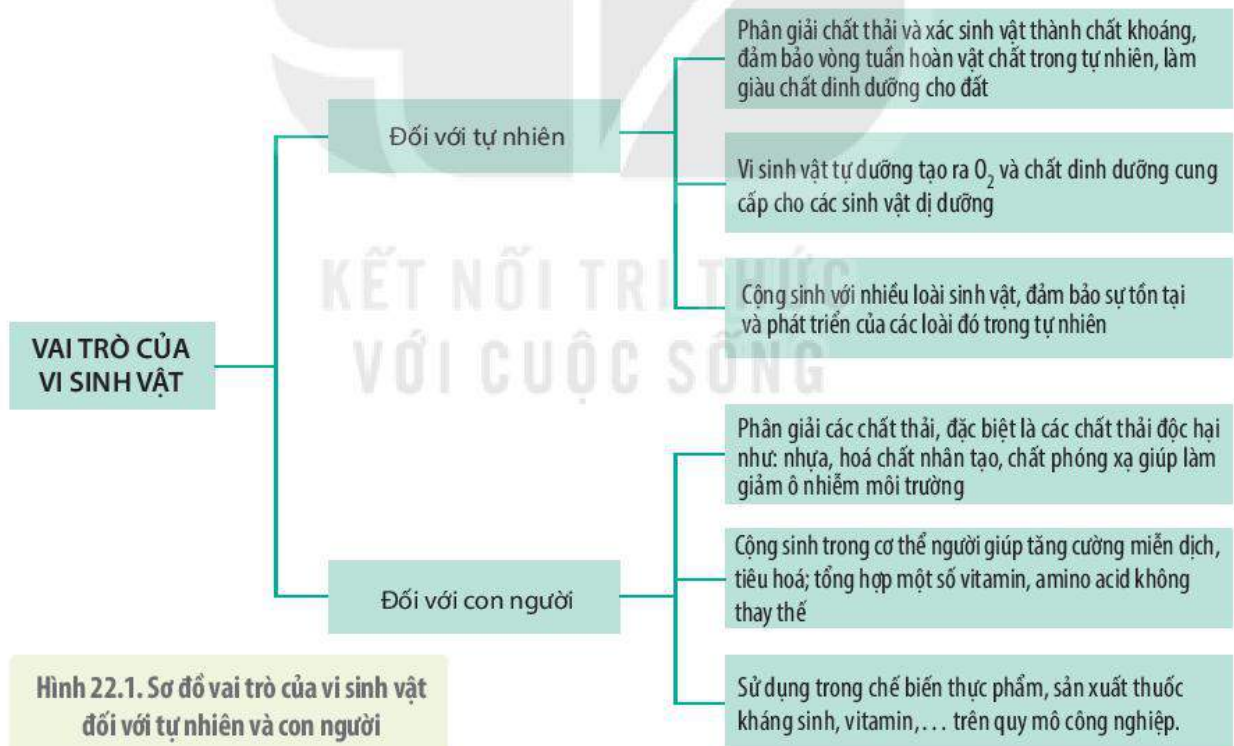 Phân giải chất thải và xác sinh vật thành chất khoáng,
đảm bảo vòng tuần hoàn vật chất trong tự nhiên, làm
giàu chất dinh dưỡng cho đất
Đối với tự nhiên
Vi sinh vật tự dưỡng tạo ra O₂ và chất dinh dưỡng cung
cấp cho các sinh vật dị dưỡng
KẾT NỐI TRI THỨC
VỚI CUỘC SỐNG
Cộng sinh với nhiều loài sinh vật, đảm bảo sự tồn tại
và phát triển của các loài đó trong tự nhiên
VAI TRÒ CỦA
VI SINH VẬT
Phân giải các chất thải, đặc biệt là các chất thải độc hại
như: nhựa, hoá chất nhân tạo, chất phóng xạ giúp làm
giảm ô nhiễm môi trường
Đối với con người
Cộng sinh trong cơ thể người giúp tăng cường miễn dịch,
tiêu hoá; tổng hợp một số vitamin, amino acid không
thay thế
Sử dụng trong chế biến thực phẩm, sản xuất thuốc
kháng sinh, vitamin,… trên quy mô công nghiệp.
Hình 22.1. Sơ đồ vai trò của vi sinh vật
đối với tự nhiên và con người